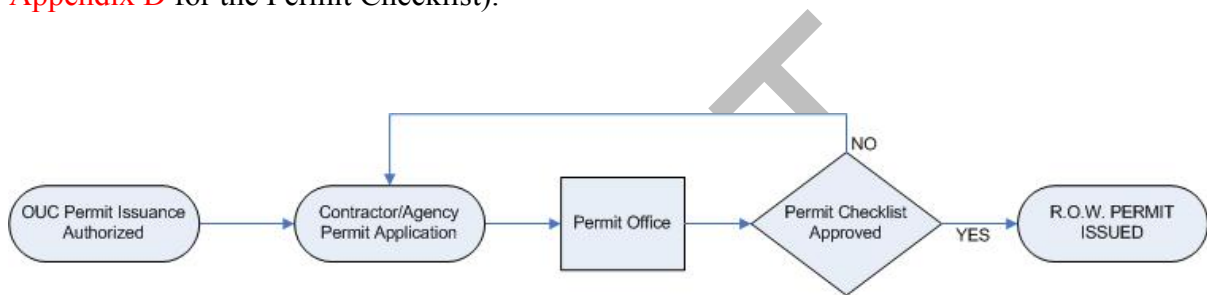 Appendix D for the Permit Checklist).
NO
OUC Permit Issuance
Authorized
Contractor/Agency
Permit Application
Permit Office
Permit Checklist
Approved
YES
R.O.W. PERMIT
ISSUED